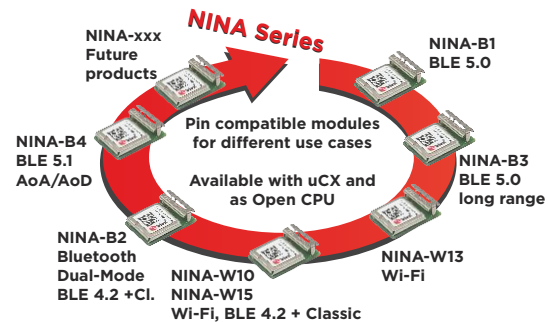 NINA Series
NINA-xxx
Future
products
NINA-B1
BLE 5.0
Pin compatible modules
for different use cases
Available with uCX and
as Open CPU
NINA-B4
BLE 5.1
AoA/AoD
NINA-B3
BLE 5.0
long range
NINA-B2
Bluetooth
Dual-Mode
BLE 4.2 +Cl.
NINA-W10
NINA-W15
Wi-Fi, BLE 4.2 + Classic
NINA-W13
Wi-Fi